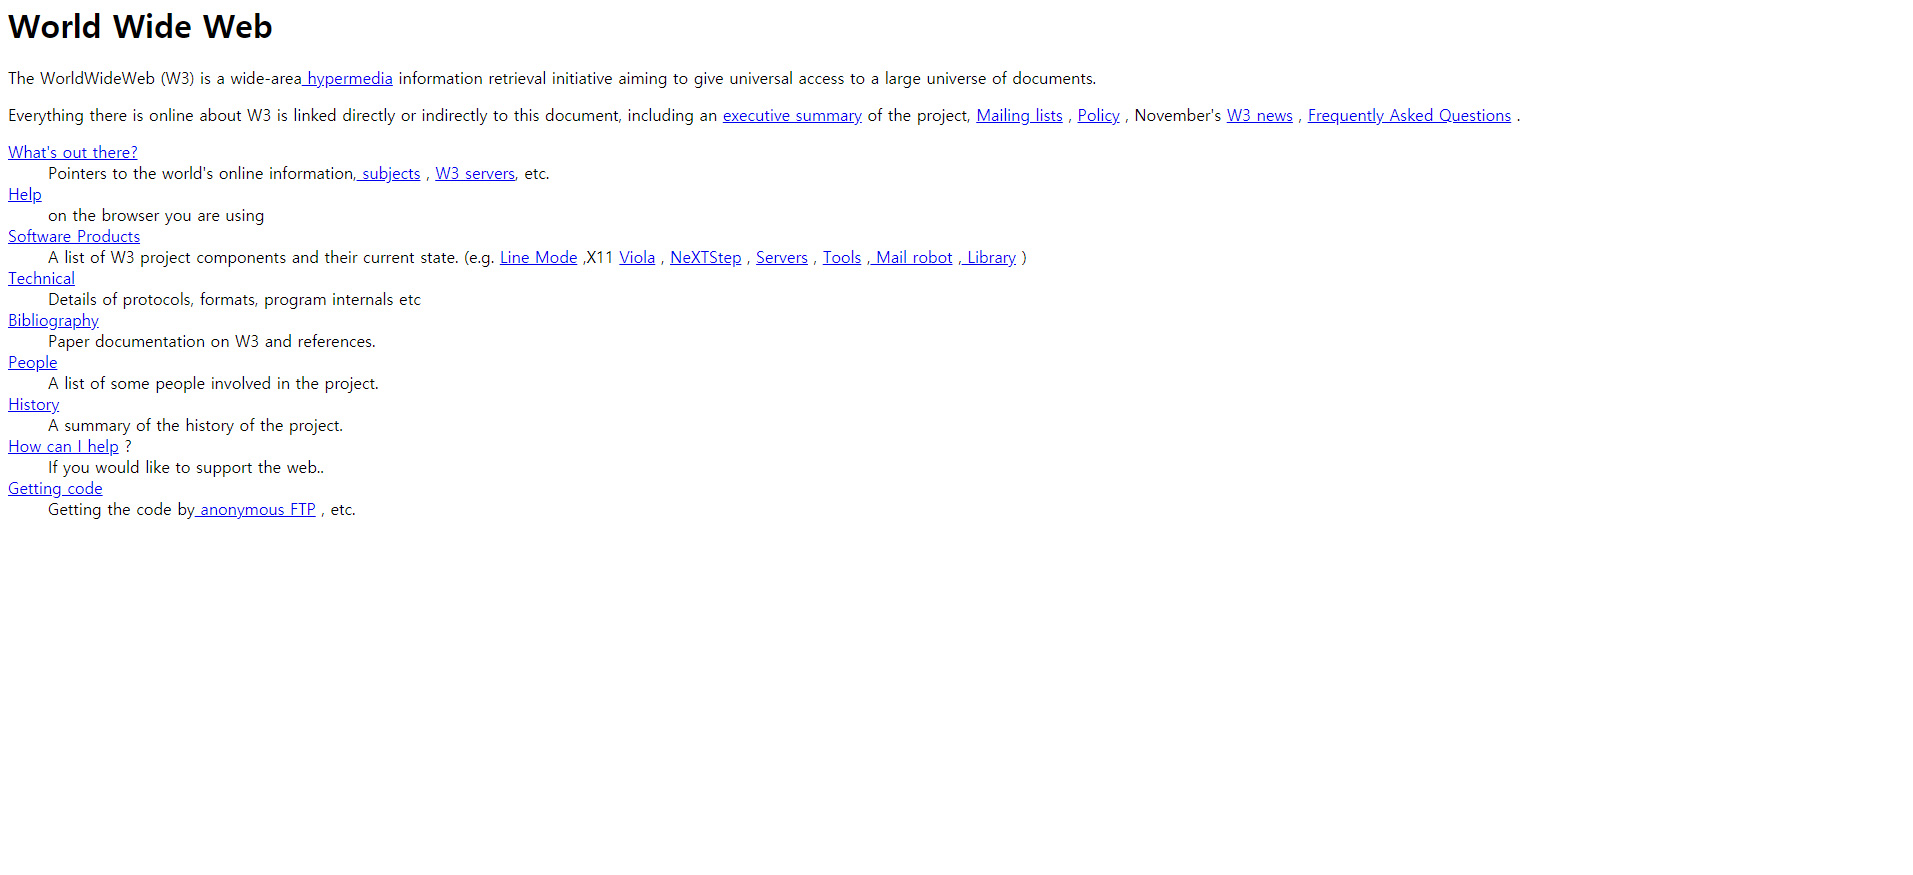 World Wide Web
The WorldWideWeb (W3) is a wide-area hypermedia information retrieval initiative aiming to give universal access to a large universe of documents.
Everything there is online about W3 is linked directly or indirectly to this document, including an executive summary of the project, Mailing lists , Policy , November's W3 news , Frequently Asked Questions .
What's out there?
Pointers to the world's online information, subjects , W3 servers, etc.
Help
on the browser you are using
Software Products
A list of W3 project components and their current state. (e.g. Line Mode ,X11 Viola , NeXTStep , Servers , Tools , Mail robot , Library )
Technical
Details of protocols, formats, program internals etc
Bibliography
Paper documentation on W3 and references.
People
A list of some people involved in the project.
History
A summary of the history of the project.
How can I help ?
If you would like to support the web..
Getting code
Getting the code by anonymous FTP , etc.